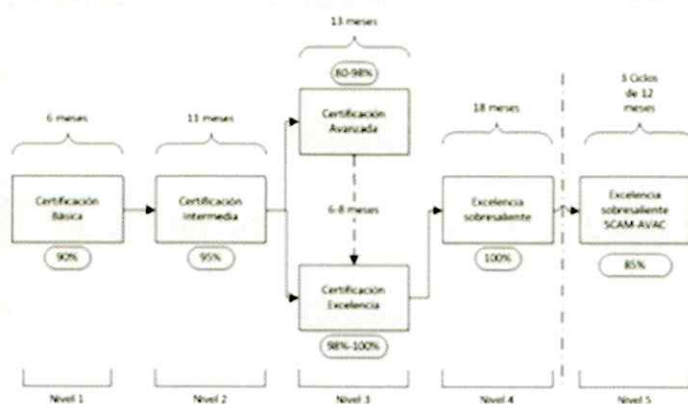 13 meses
80-98%
3 Ciclos
de 12
meses
6 meses
11 meses
Certificación
Avanzada
18 meses
Certificación
Básica
Certificación
Intermedia
6-8 meses
Excelencia
sobresaliente
Excelencia
sobresaliente
SCAM-AVAC
90%
95%
Certificación
Excelencia
100%
85%
98%-100%
Nivel 1
Nivel 2
Nivel 3
Nivel 4
Nivel 5